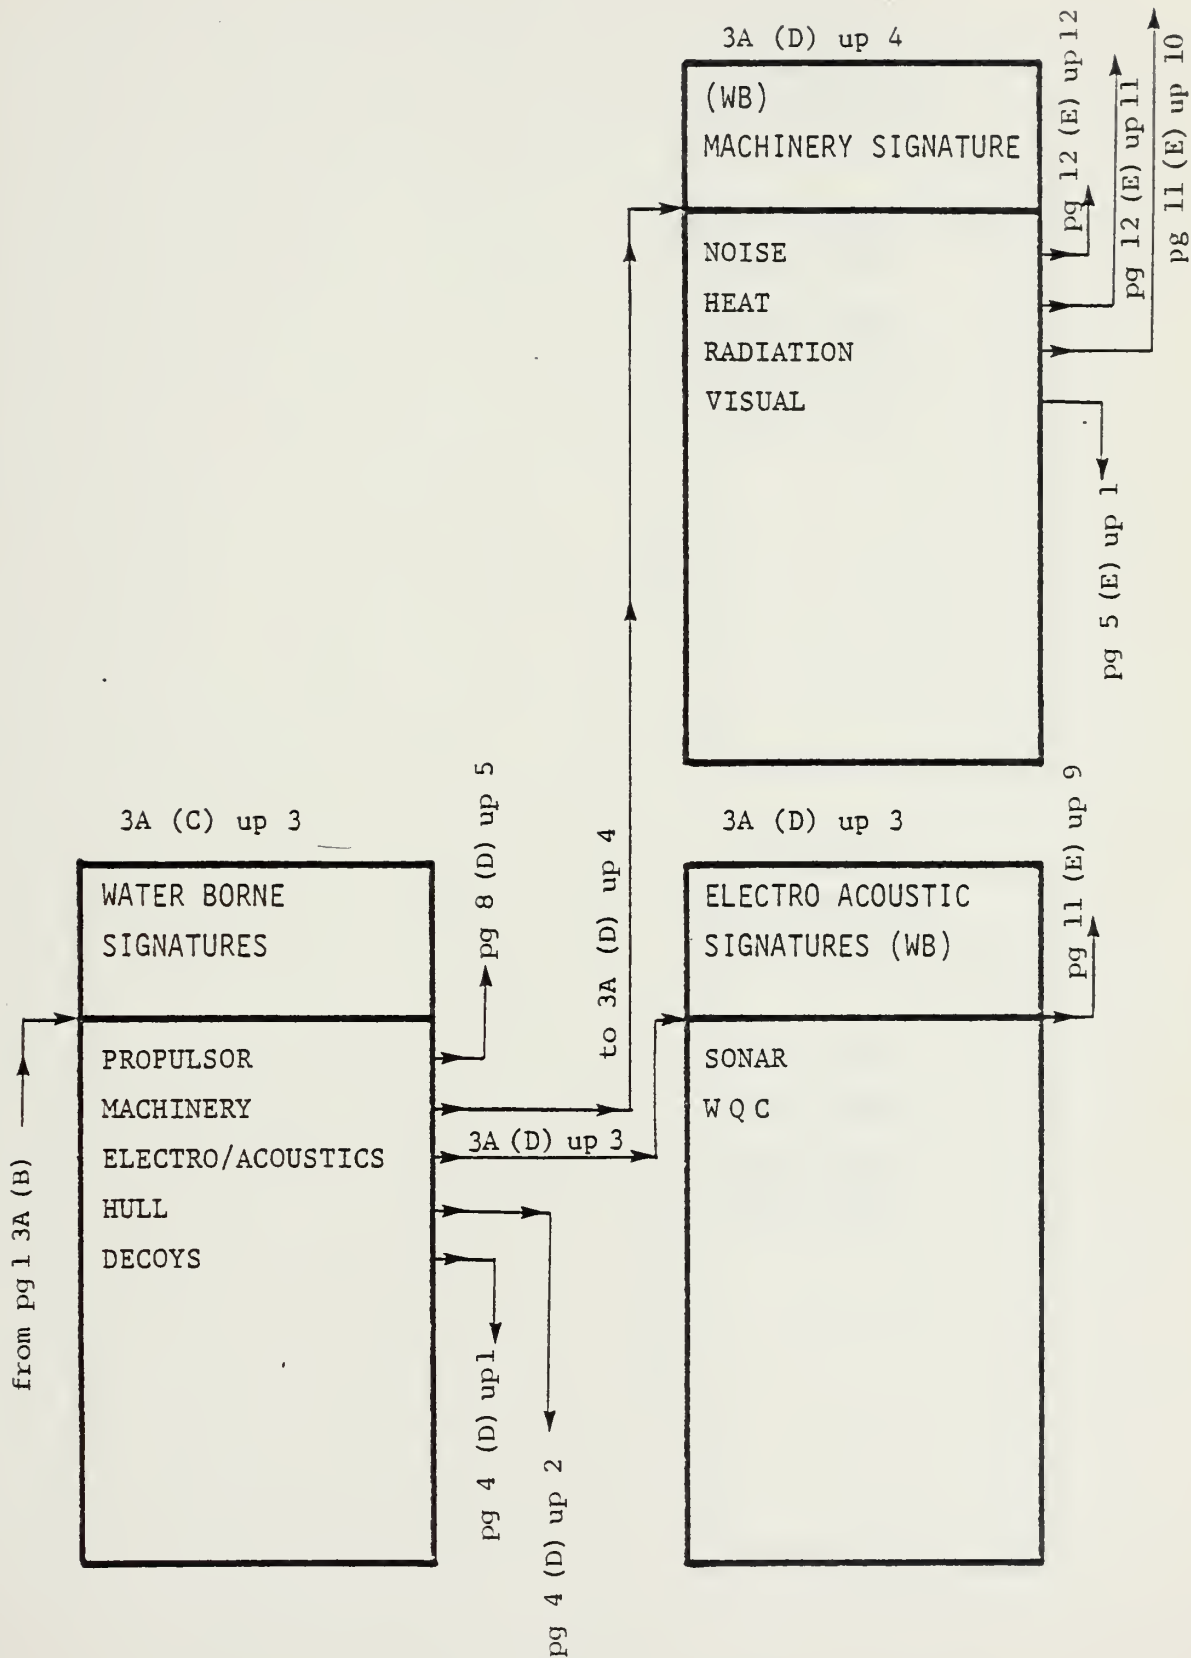 3A (D) up 4
(WB)
MACHINERY SIGNATURE
NOISE
HEAT
RADIATION
VISUAL
pg 12 (E) up 12
pg 12 (E) up 11
pg 11 (E) up 10
pg 5 (E) up 1
3A (C) up 3
WATER BORNE
SIGNATURES
PROPULSOR
MACHINERY
ELECTRO/ACOUSTICS
HULL
DECOYS
from pg 1 3A (B)
pg 8 (D) up 5
to 3A (D) up 4
3A (D) up 3
pg 4 (D) up 1
pg 4 (D) up 2
3A (D) up 3
ELECTRO ACOUSTIC
SIGNATURES (WB)
SONAR
W Q C
pg 11 (E) up 9